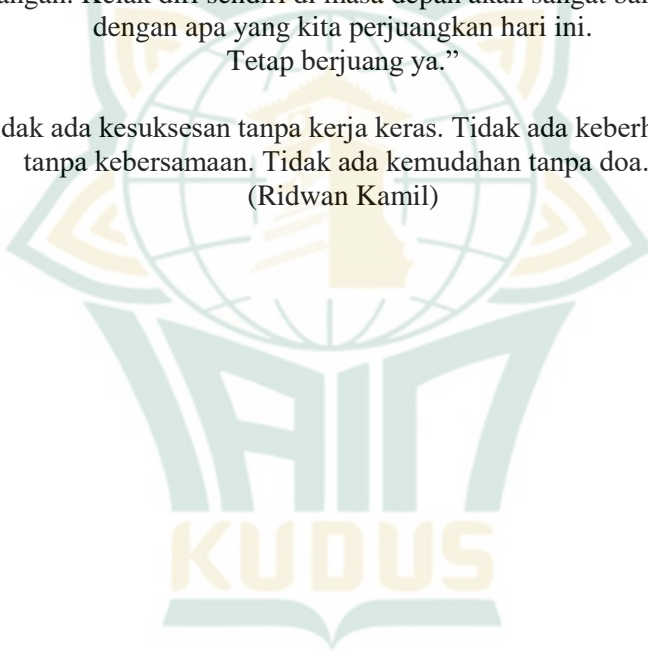 Kelak diri sendiri di masa depan akan sangat
dengan apa yang kita perjuangkan hari ini.
Tetap berjuang ya.”
ada kesuksesan tanpa kerja keras. Tidak ada
tanpa kebersamaan. Tidak ada kemudahan tanpa doa.
(Ridwan Kamil)
IAIN
KUDUS